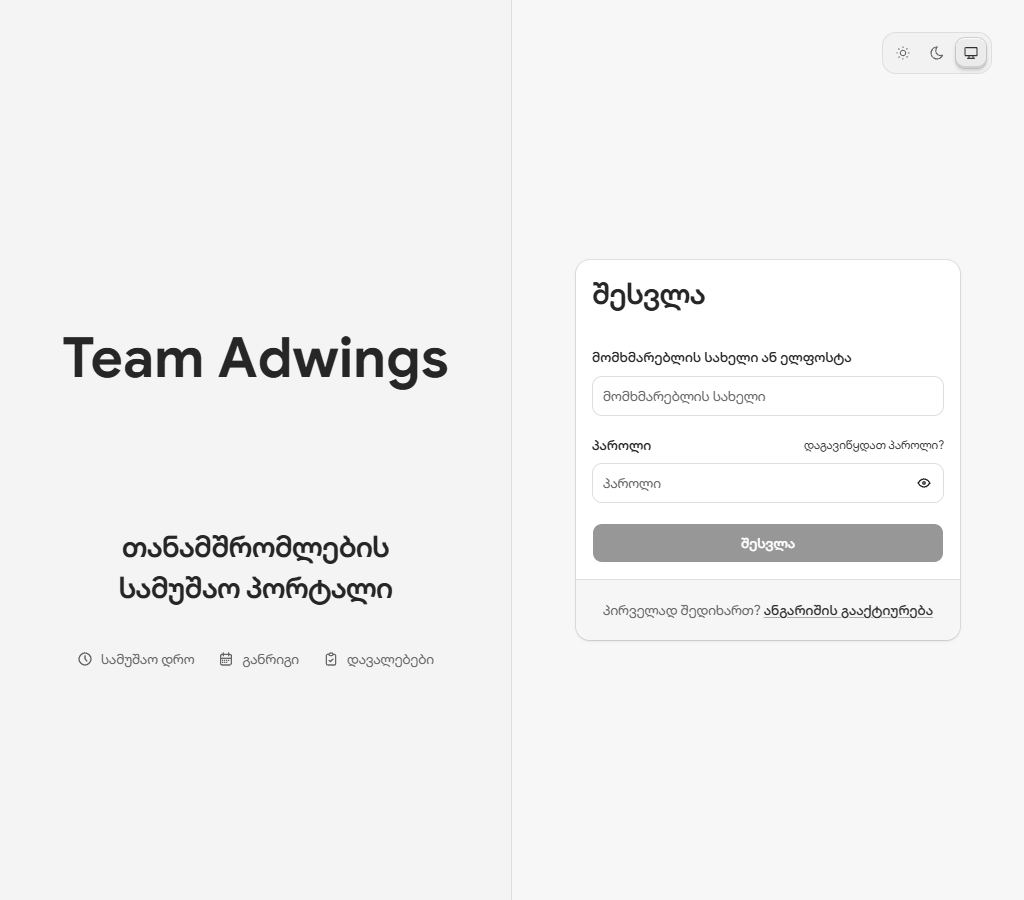 Team Adwings
თანამშრომლების
სამუშაო პორტალი
სამუშაო დრო
განრიგი
დავალებები
შესვლა
მომხმარებლის სახელი ან ელფოსტა
მომხმარებლის სახელი
პაროლი
დაგავიწყდათ პაროლი?
პაროლი
შესვლა
პირველად შედიხართ? ანგარიშის გააქტიურება